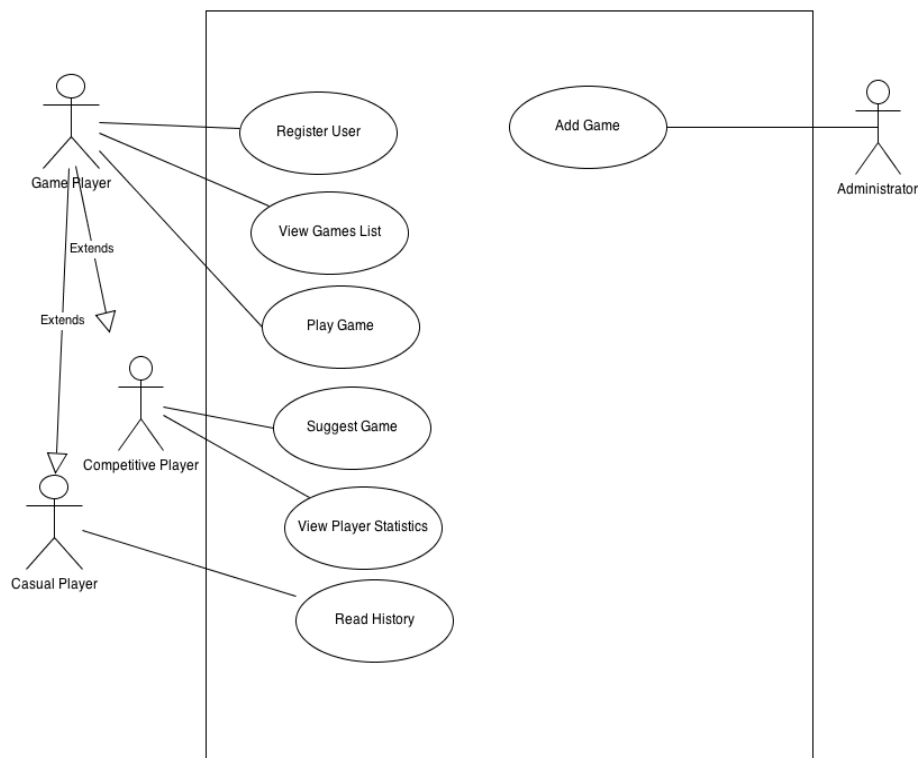 Register User
Add Game
Game Player
Administrator
View Games List
Extends
Extends
Play Game
Suggest Game
Competitive Player
View Player Statistics
Casual Player
Read History